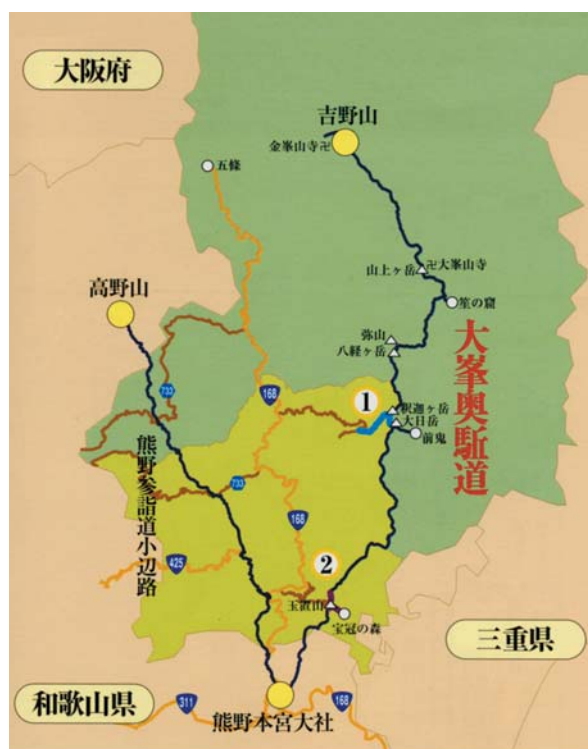 大阪府
吉野山
金峯山寺卍
五條
山上ヶ岳
卍大峯山寺
高野山
笙の窟
弥山
八経ヶ岳
大峯奥駈道
733
168
1
釈迦ヶ岳
大日岳
前鬼
熊野参詣道小辺路
733
168
425
2
玉置山
宝冠の森
三重県
和歌山県
311
168
熊野本宮大社